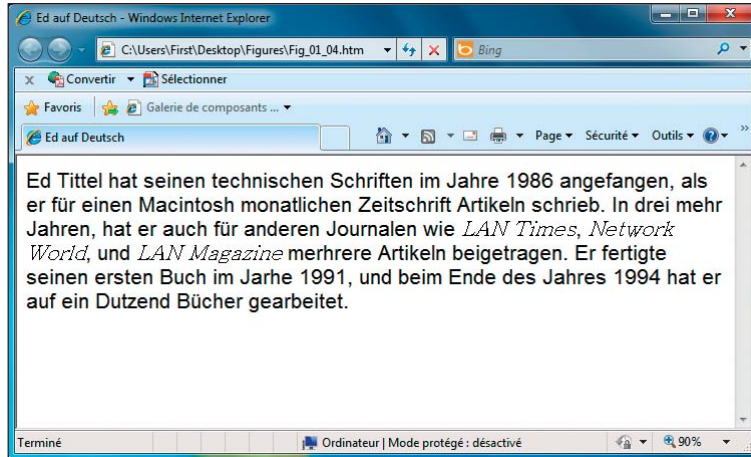 Ed auf Deutsch - Windows Internet Explorer
C:\Users\First\Desktop\Figures\Fig_01_04.htm Bing
x Convertir Sélectionner
Favoris Galerie de composants ...
Ed auf Deutsch Page Sécurité Outils »
Ed Tittel hat seinen technischen Schriften im Jahre 1986 angefangen, als
er für einen Macintosh monatlichen Zeitschrift Artikeln schrieb. In drei mehr
Jahren, hat er auch für anderen Journalen wie LAN Times, Network
World, und LAN Magazine merhrere Artikeln beigetragen. Er fertigte
seinen ersten Buch im Jarhe 1991, und beim Ende des Jahres 1994 hat er
auf ein Dutzend Bücher gearbeitet.
Terminé Ordinateur | Mode protégé : désactivé 90%